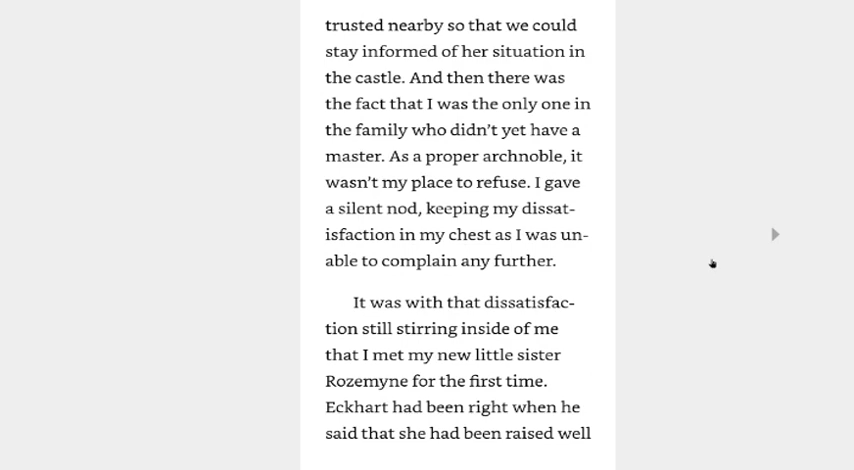 trusted nearby so that we could
stay informed of her situation in
the castle. And then there was
the fact that I was the only one in
the family who didn’t yet have a
master. As a proper archnoble, it
wasn’t my place to refuse. I gave
a silent nod, keeping my dissat-
isfaction in my chest as I was un-
able to complain any further.
It was with that dissatisfac-
tion still stirring inside of me
that I met my new little sister
Rozemyne for the first time.
Eckhart had been right when he
said that she had been raised well